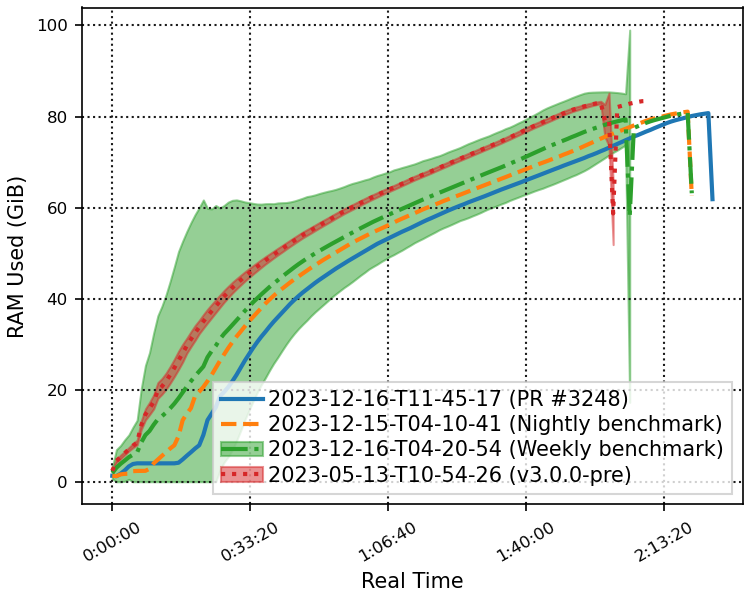 100
80
60
40
20
0
RAM Used (GiB)
2023-12-16-T11-45-17 (PR #3248)
2023-12-15-T04-10-41 (Nightly benchmark)
2023-12-16-T04-20-54 (Weekly benchmark)
2023-05-13-T10-54-26 (v3.0.0-pre)
0:00:00
0:33:20
1:06:40
1:40:00
2:13:20
Real Time